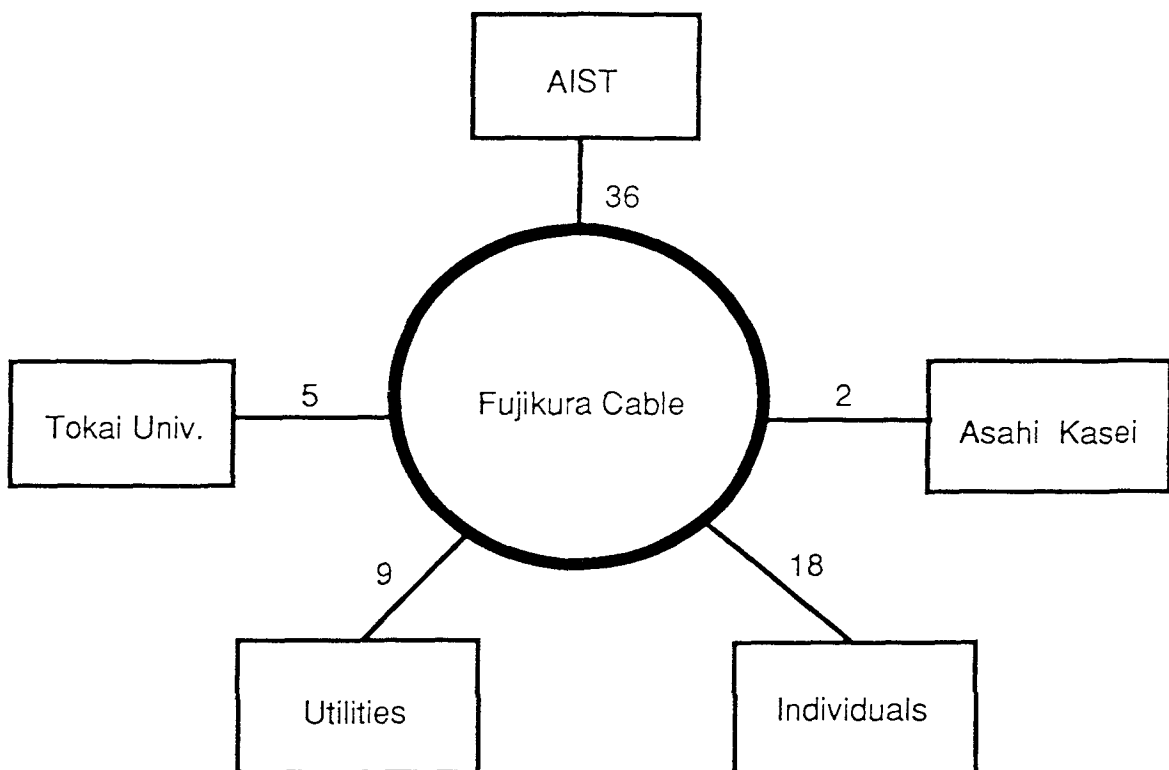 AIST
36
Tokai Univ.
5
Fujikura Cable
2
Asahi Kasei
9
18
Utilities
Individuals